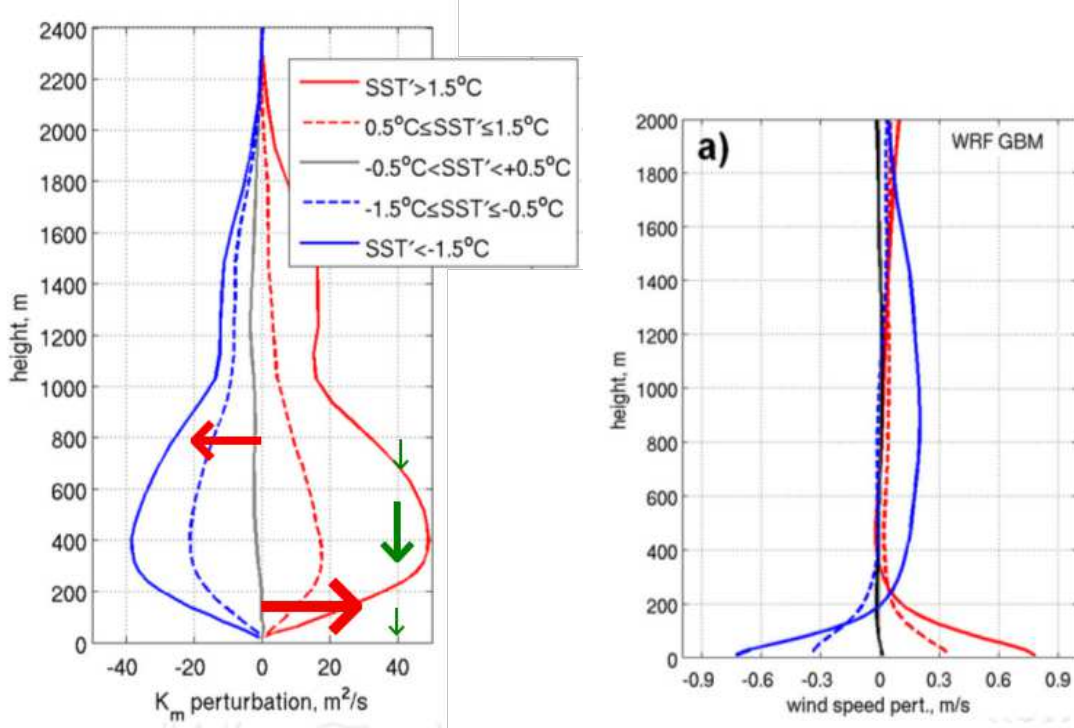 2400
2200
2000
1800
1600
1400
1200
1000
800
600
400
200
0
height, m
-40 -20 0 20 40
K_m perturbation, m²/s
SST′>1.5°C
0.5°C≤SST′≤1.5°C
-0.5°C<SST′<+0.5°C
-1.5°C≤SST′≤-0.5°C
SST′<-1.5°C
a)
WRF GBM
2000
1800
1600
1400
1200
1000
800
600
400
200
0
height, m
-0.9 -0.6 -0.3 0 0.3 0.6 0.9
wind speed pert., m/s